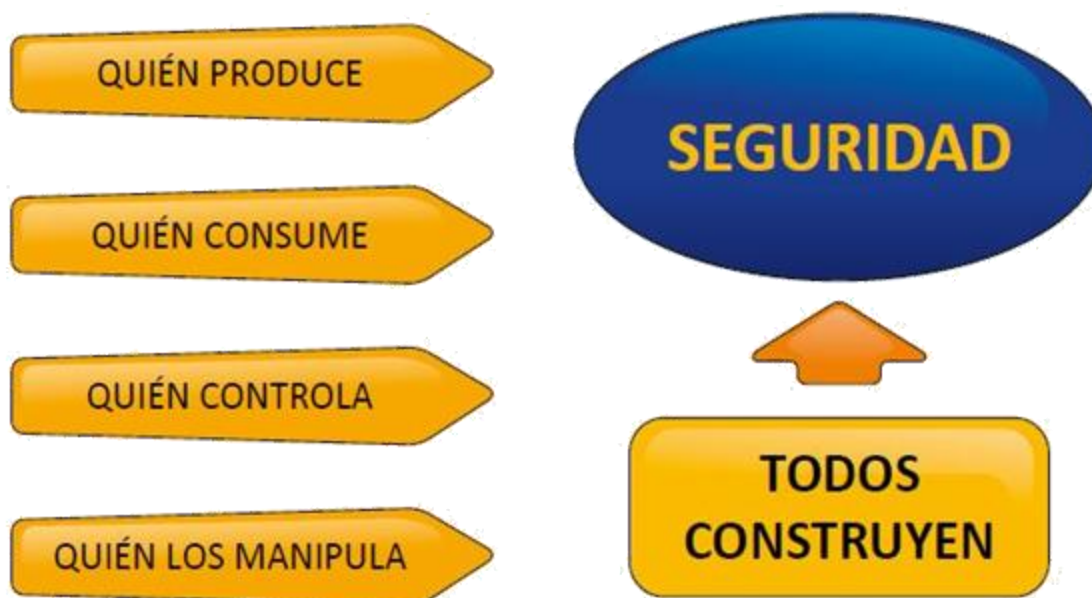 QUIÉN PRODUCE
QUIÉN CONSUME
QUIÉN CONTROLA
QUIÉN LOS MANIPULA
SEGURIDAD
TODOS
CONSTRUYEN